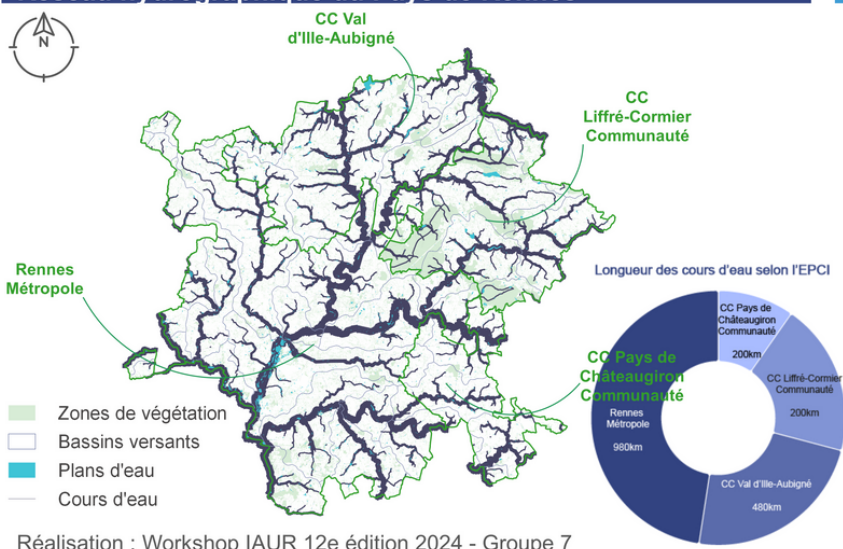 N
CC Val
d'Ille-Aubigné
CC
Liffré-Cormier
Communauté
Rennes
Métropole
CC Pays de
Châteaugiron
Communauté
Zones de végétation
Bassins versants
Plans d'eau
Cours d'eau
Longueur des cours d'eau selon l'EPCI
CC Pays de
Châteaugiron
Communauté
200km
CC Liffré-Cormier
Communauté
200km
Rennes
Métropole
980km
CC Val d'Ille-Aubigné
480km
Réalisation : Workshop IAUR 12e édition 2024 - Groupe 7